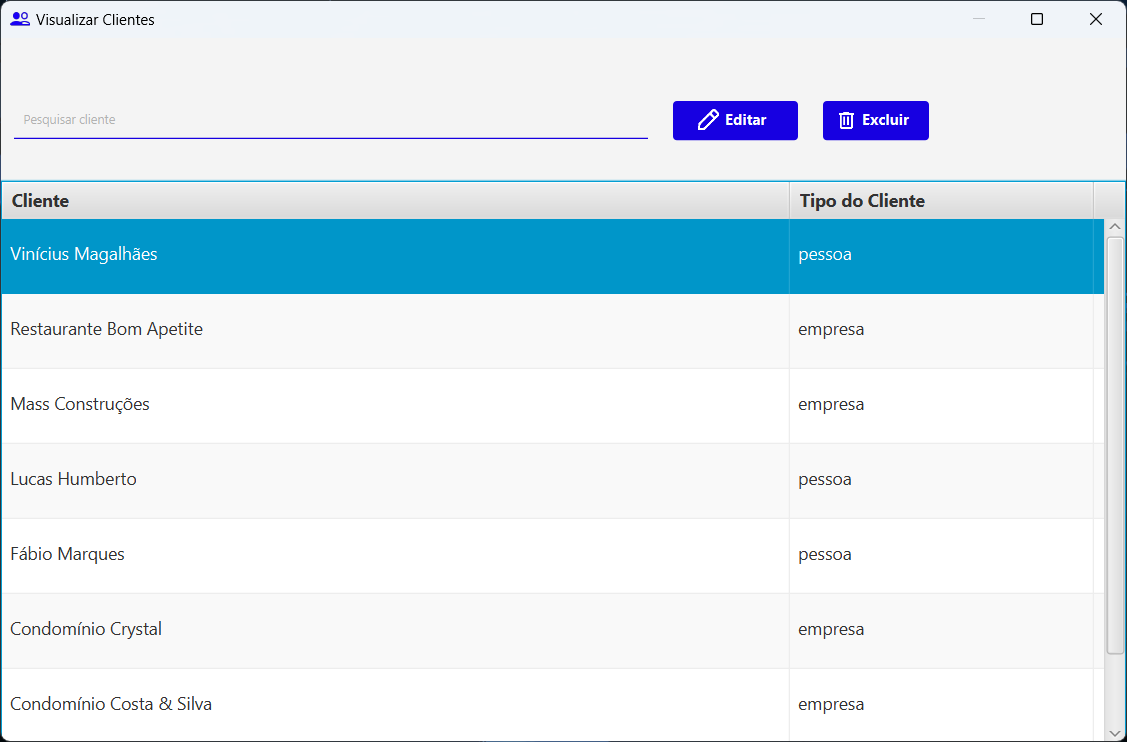 Visualizar Clientes
Pesquisar cliente
Editar
Excluir
Cliente Tipo do Cliente
Vinícius Magalhães pessoa
Restaurante Bom Apetite empresa
Mass Construções empresa
Lucas Humberto pessoa
Fábio Marques pessoa
Condomínio Crystal empresa
Condomínio Costa & Silva empresa